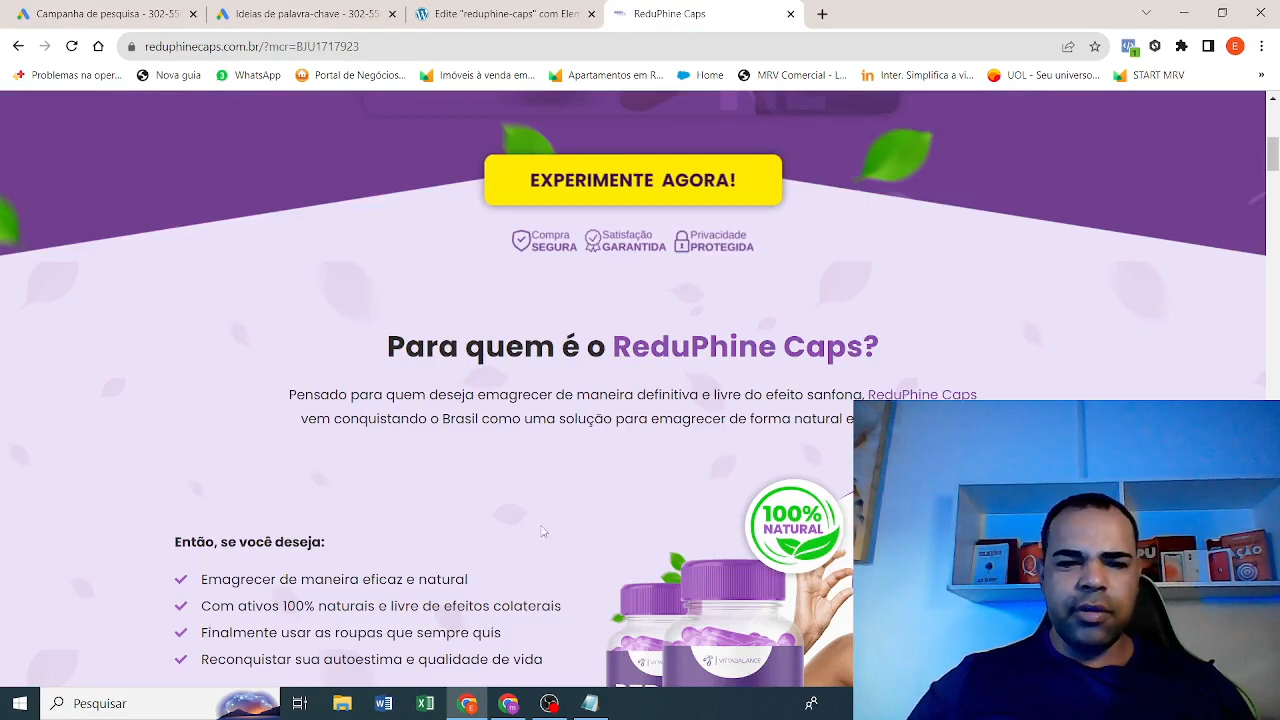 Campanhas - 302-55
Ideias de palavra-chave - 302-55
Edite "reduphine-caps" com Elem
reduphinecaps.com.br/?mcr=BJU1717923
1
E
Problemas na oper...
Nova guia
3
WhatsApp
Portal de Negócios...
Imóveis à venda em...
Apartamentos em R...
Home
MRV Comercial - L...
in
Inter. Simplifica a vi...
UOL - Seu universo...
START MRV
»
EXPERIMENTE AGORA!
Compra
SEGURA
Satisfação
GARANTIDA
Privacidade
PROTEGIDA
Para quem é o ReduPhine Caps?
Pensado para quem deseja emagrecer de maneira definitiva e livre do efeito sanfona, ReduPhine Caps
vem conquistando o Brasil como uma solução para emagrecer de forma natural e
100%
NATURAL
Então, se você deseja:
Emagrecer de maneira eficaz e natural
Com ativos 100% naturais e livre de efeitos colaterais
Finalmente usar as roupas que sempre quis
Reconquistar sua autoestima e qualidade de vida
VITTABALANCE
Pesquisar